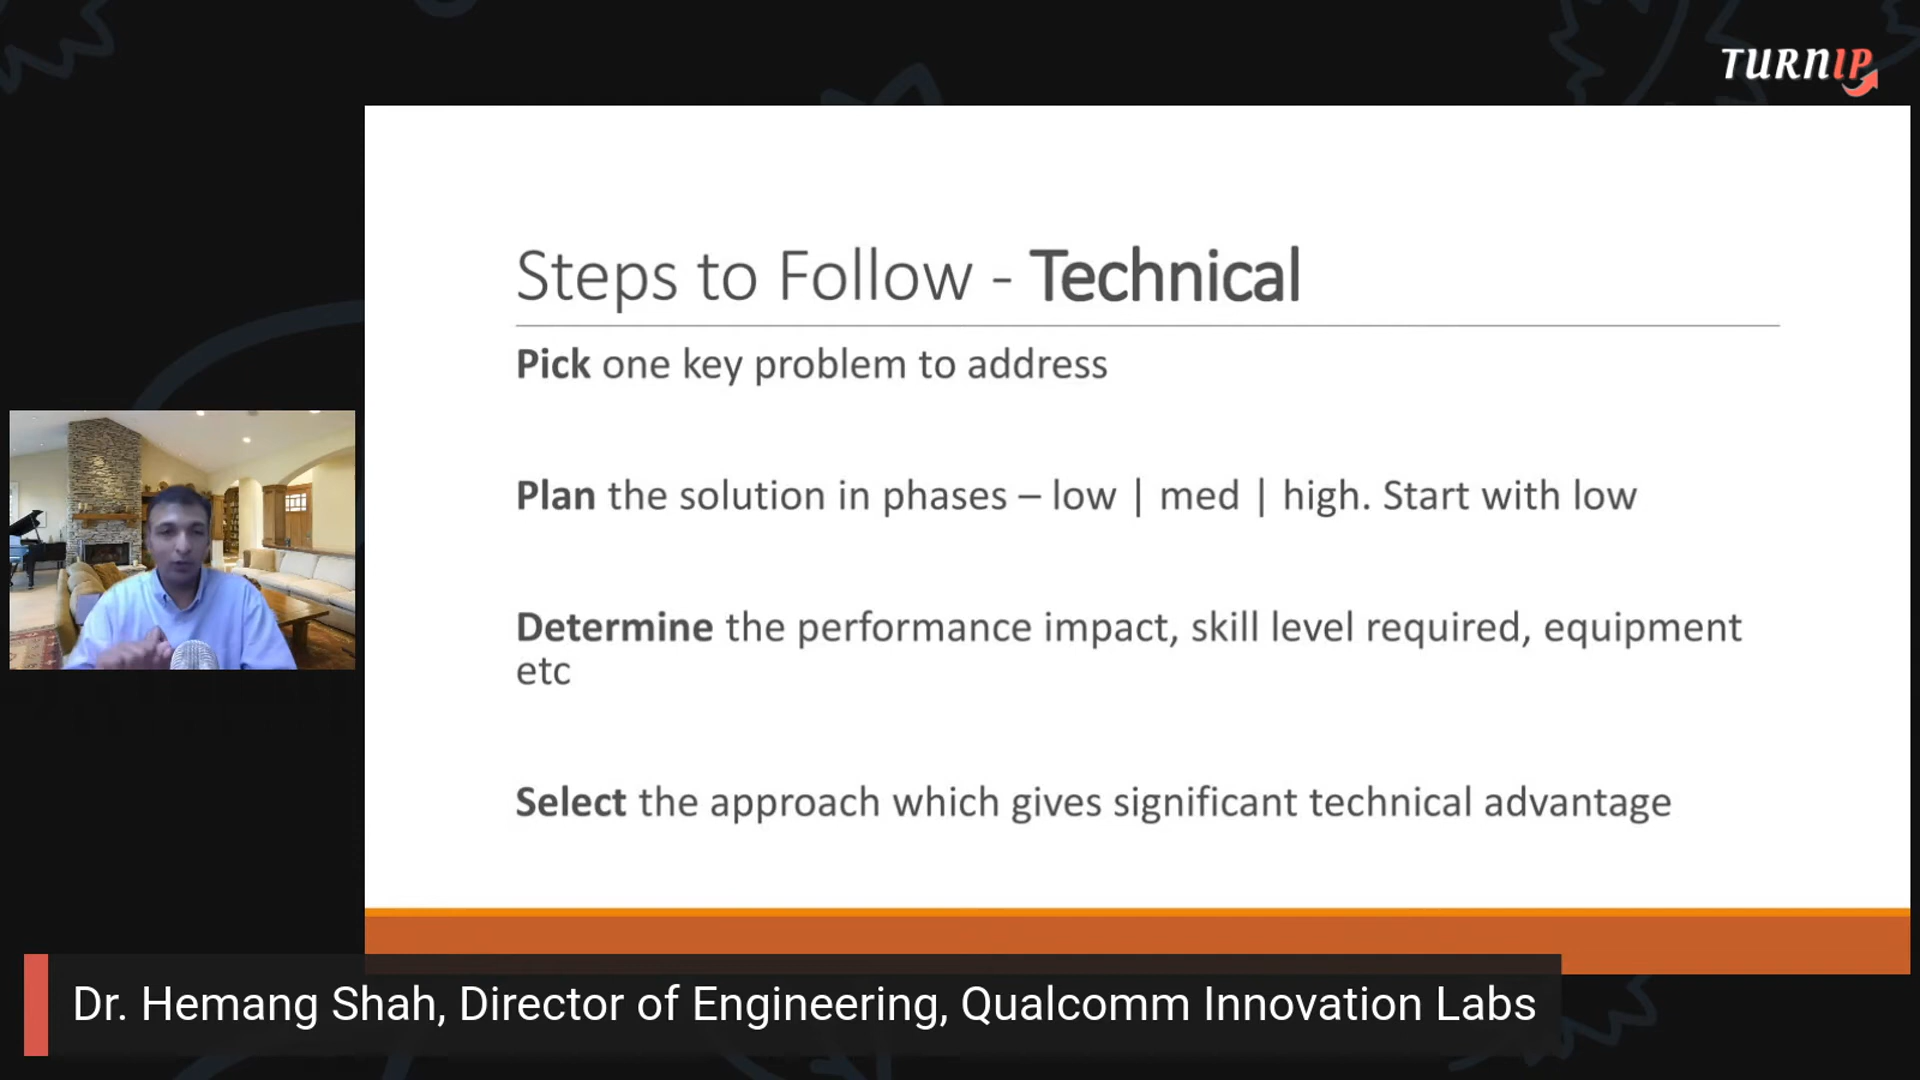 TURNIP
Steps to Follow - Technical
Pick one key problem to address
Plan the solution in phases – low | med | high. Start with low
Determine the performance impact, skill level required, equipment
etc
Select the approach which gives significant technical advantage
Dr. Hemang Shah, Director of Engineering, Qualcomm Innovation Labs